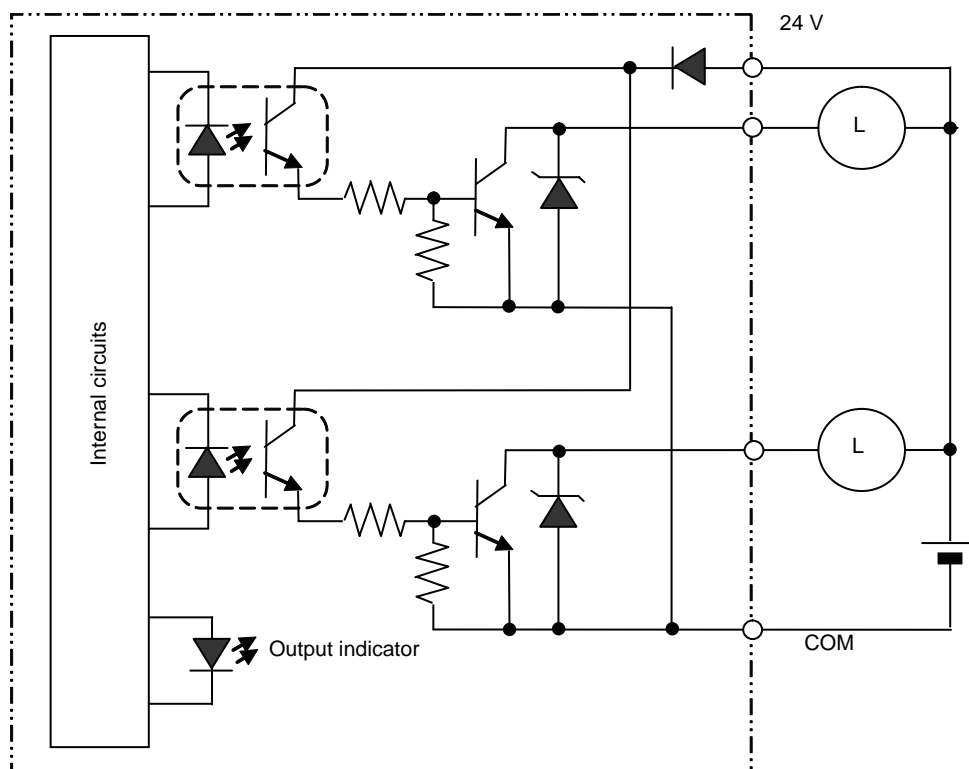 24 V
L
Internal circuits
L
Output indicator
COM